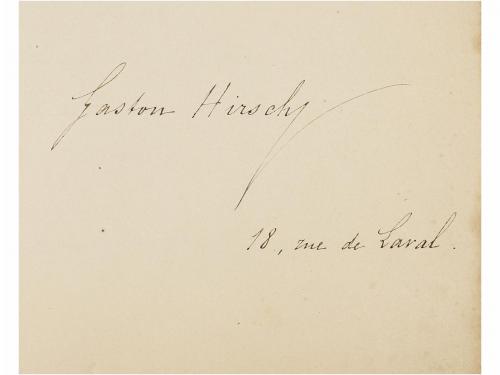 Gaston Hirsch
18, rue de Laval.